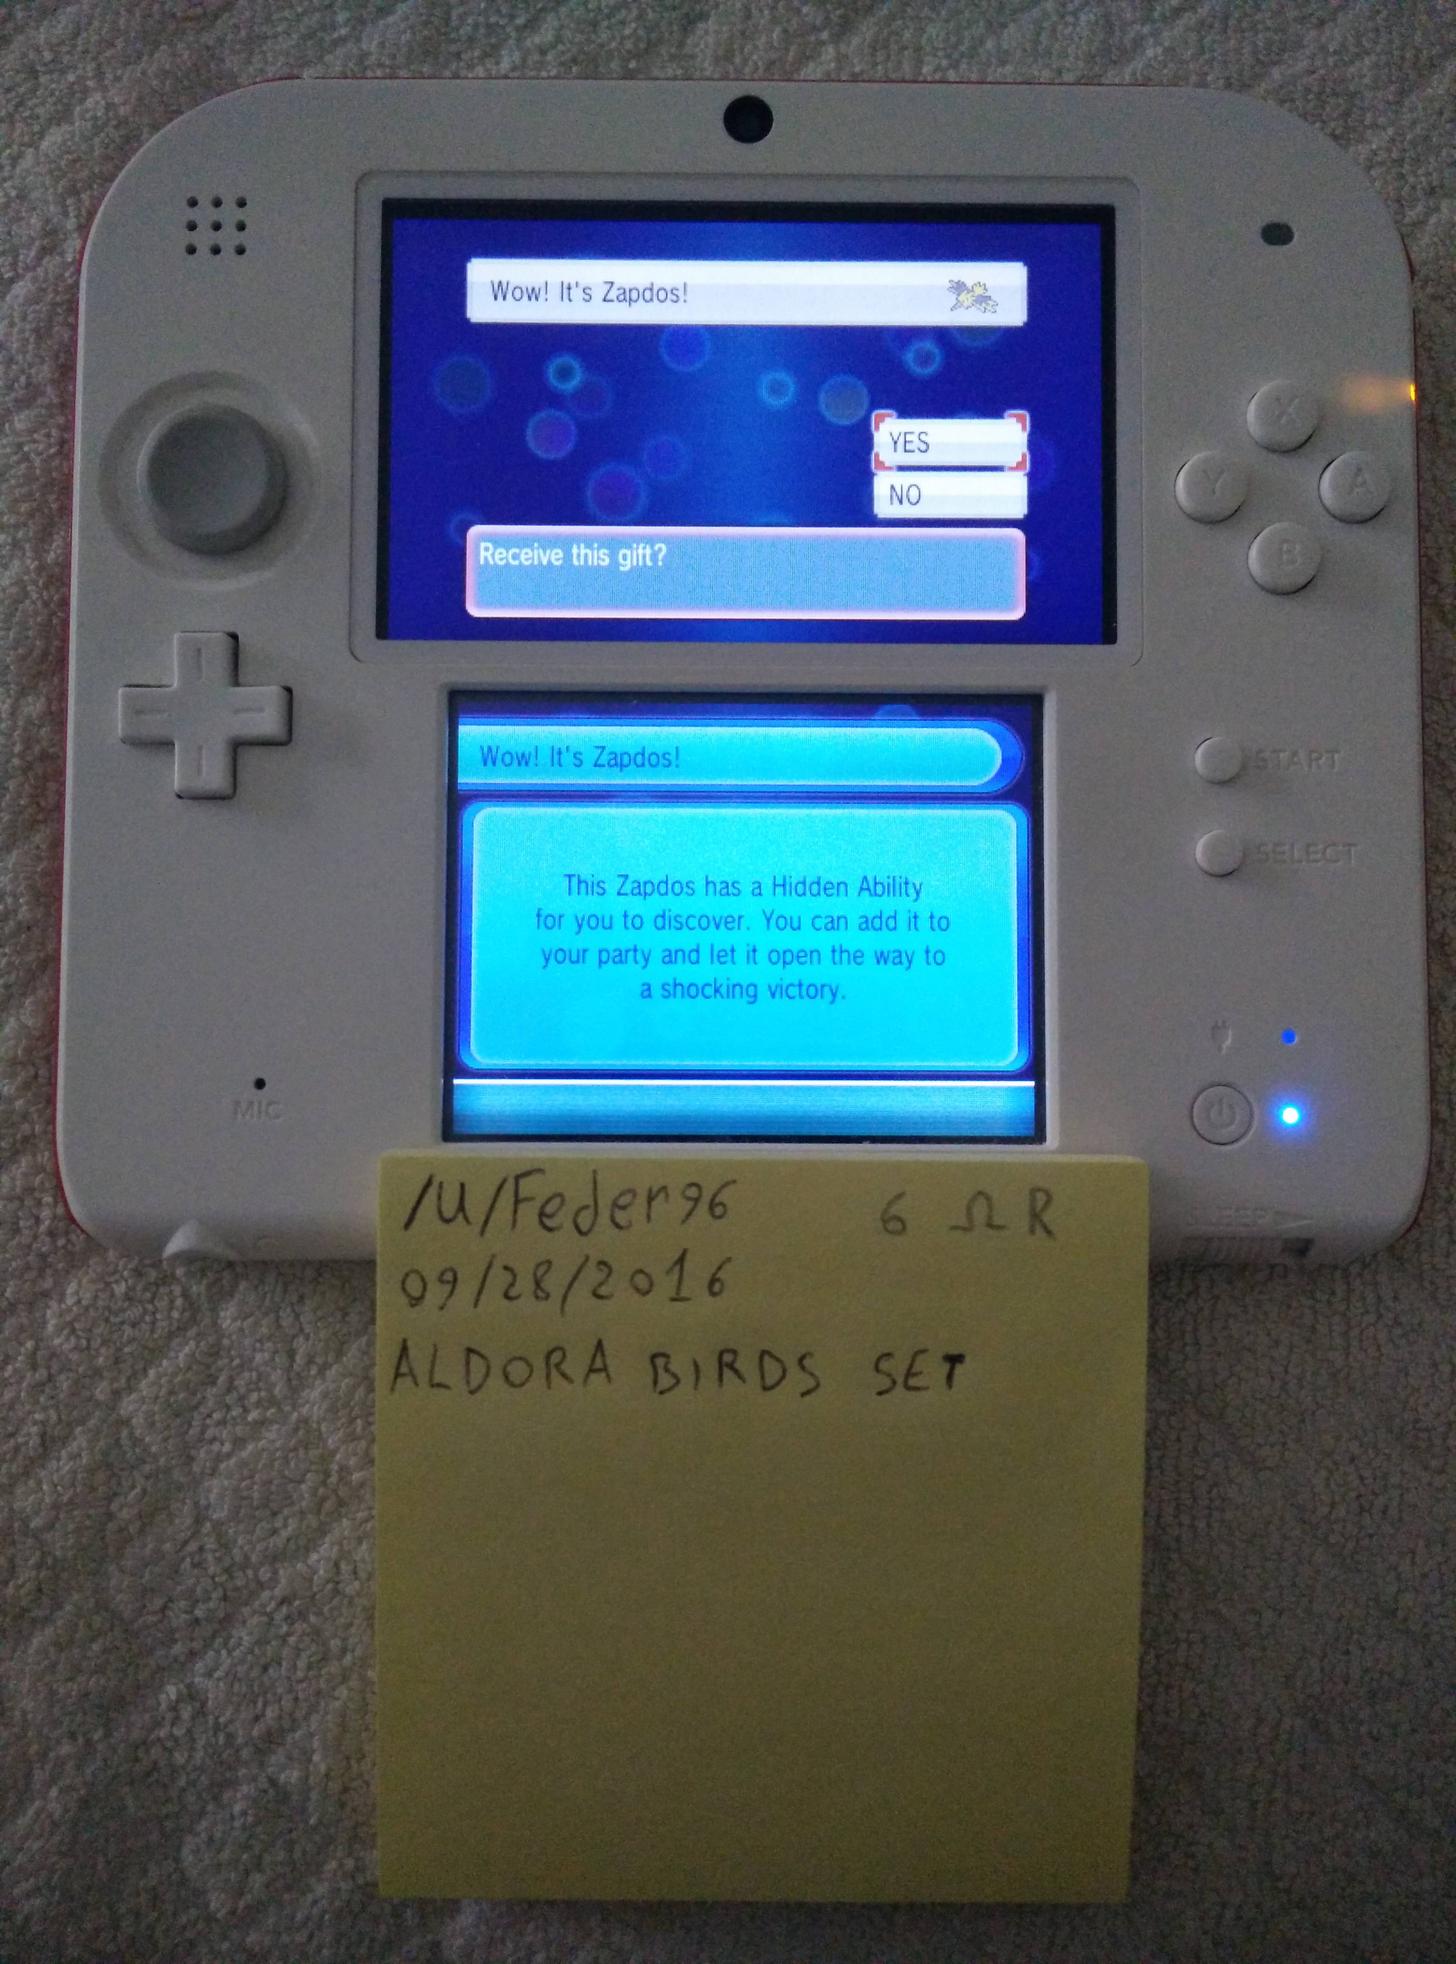 Wow! It's Zapdos!
YES
NO
Receive this gift?
X
Y
A
B
START
SELECT
Wow! It's Zapdos!
This Zapdos has a Hidden Ability
for you to discover. You can add it to
your party and let it open the way to
a shocking victory.
MIC
SLEEP
/U/Feder96 6 ΩR
09/28/2016
ALDORA BIRDS SET